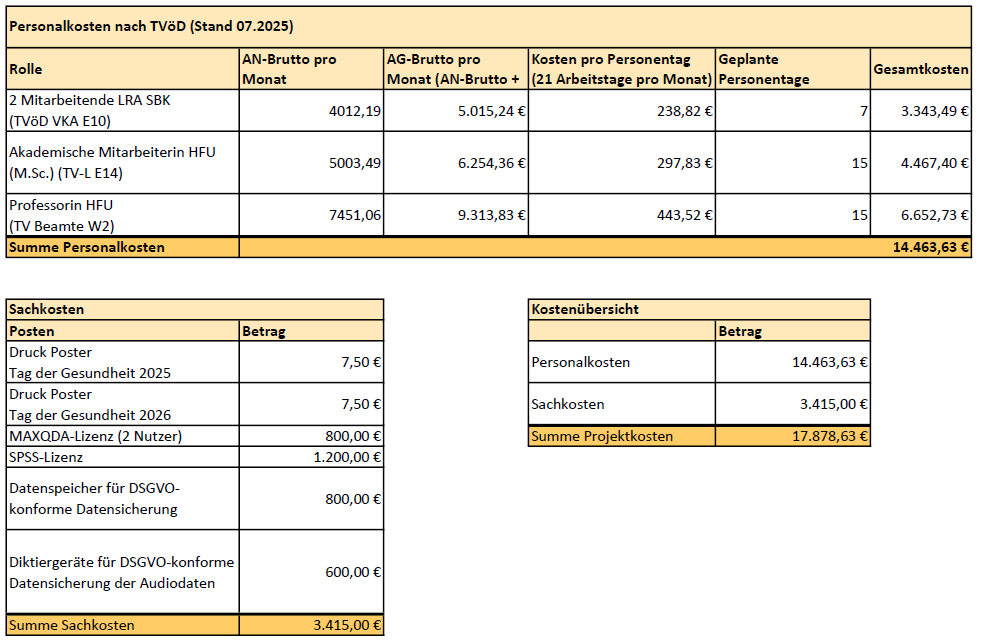 Personalkosten nach TVöD (Stand 07.2025)
Rolle
AN-Brutto pro
Monat
AG-Brutto pro
Monat (AN-Brutto +
Kosten pro Personentag
(21 Arbeitstage pro Monat)
Geplante
Personentage
Gesamtkosten
2 Mitarbeitende LRA SBK
(TVöD VKA E10)
4012,19
5.015,24 €
238,82 €
7
3.343,49 €
Akademische Mitarbeiterin HFU
(M.Sc.) (TV-L E14)
5003,49
6.254,36 €
297,83 €
15
4.467,40 €
Professorin HFU
(TV Beamte W2)
7451,06
9.313,83 €
443,52 €
15
6.652,73 €
Summe Personalkosten
14.463,63 €
Sachkosten
Posten
Betrag
Druck Poster
Tag der Gesundheit 2025
7,50 €
Druck Poster
Tag der Gesundheit 2026
7,50 €
MAXQDA-Lizenz (2 Nutzer)
800,00 €
SPSS-Lizenz
1.200,00 €
Datenspeicher für DSGVO-
konforme Datensicherung
800,00 €
Diktiergeräte für DSGVO-konforme
Datensicherung der Audiodaten
600,00 €
Summe Sachkosten
3.415,00 €
Kostenübersicht
Betrag
Personalkosten
14.463,63 €
Sachkosten
3.415,00 €
Summe Projektkosten
17.878,63 €